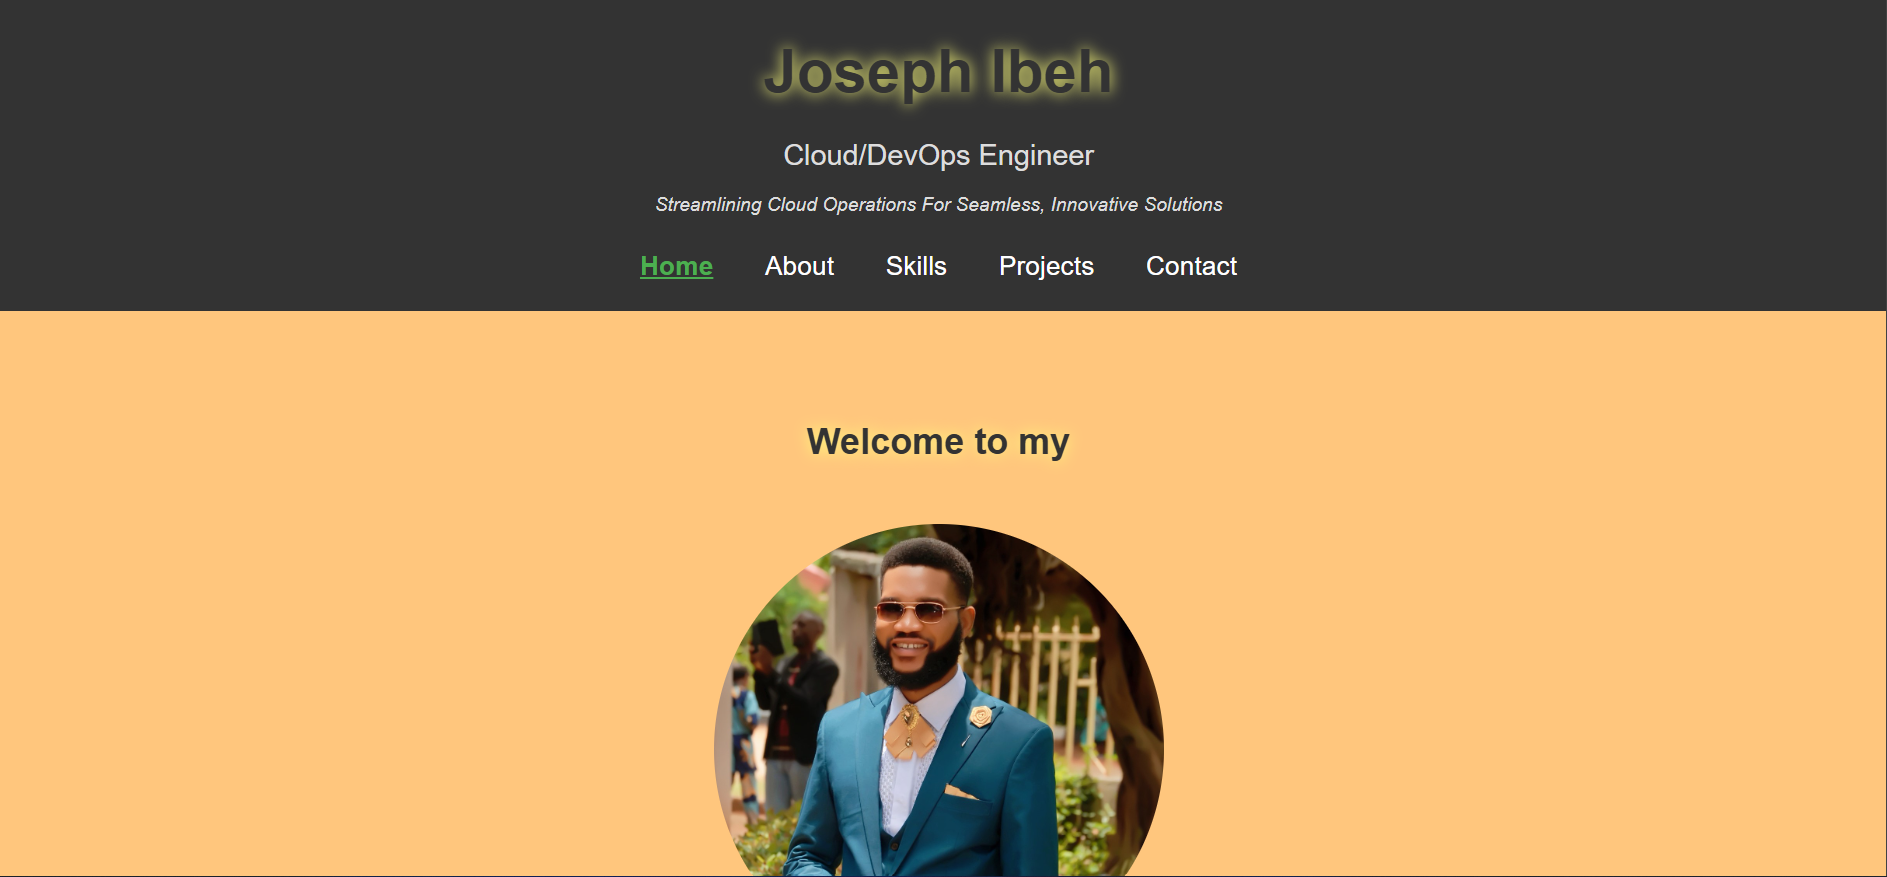 Joseph Ibeh
Cloud/DevOps Engineer
Streamlining Cloud Operations For Seamless, Innovative Solutions
Home About Skills Projects Contact
Welcome to my